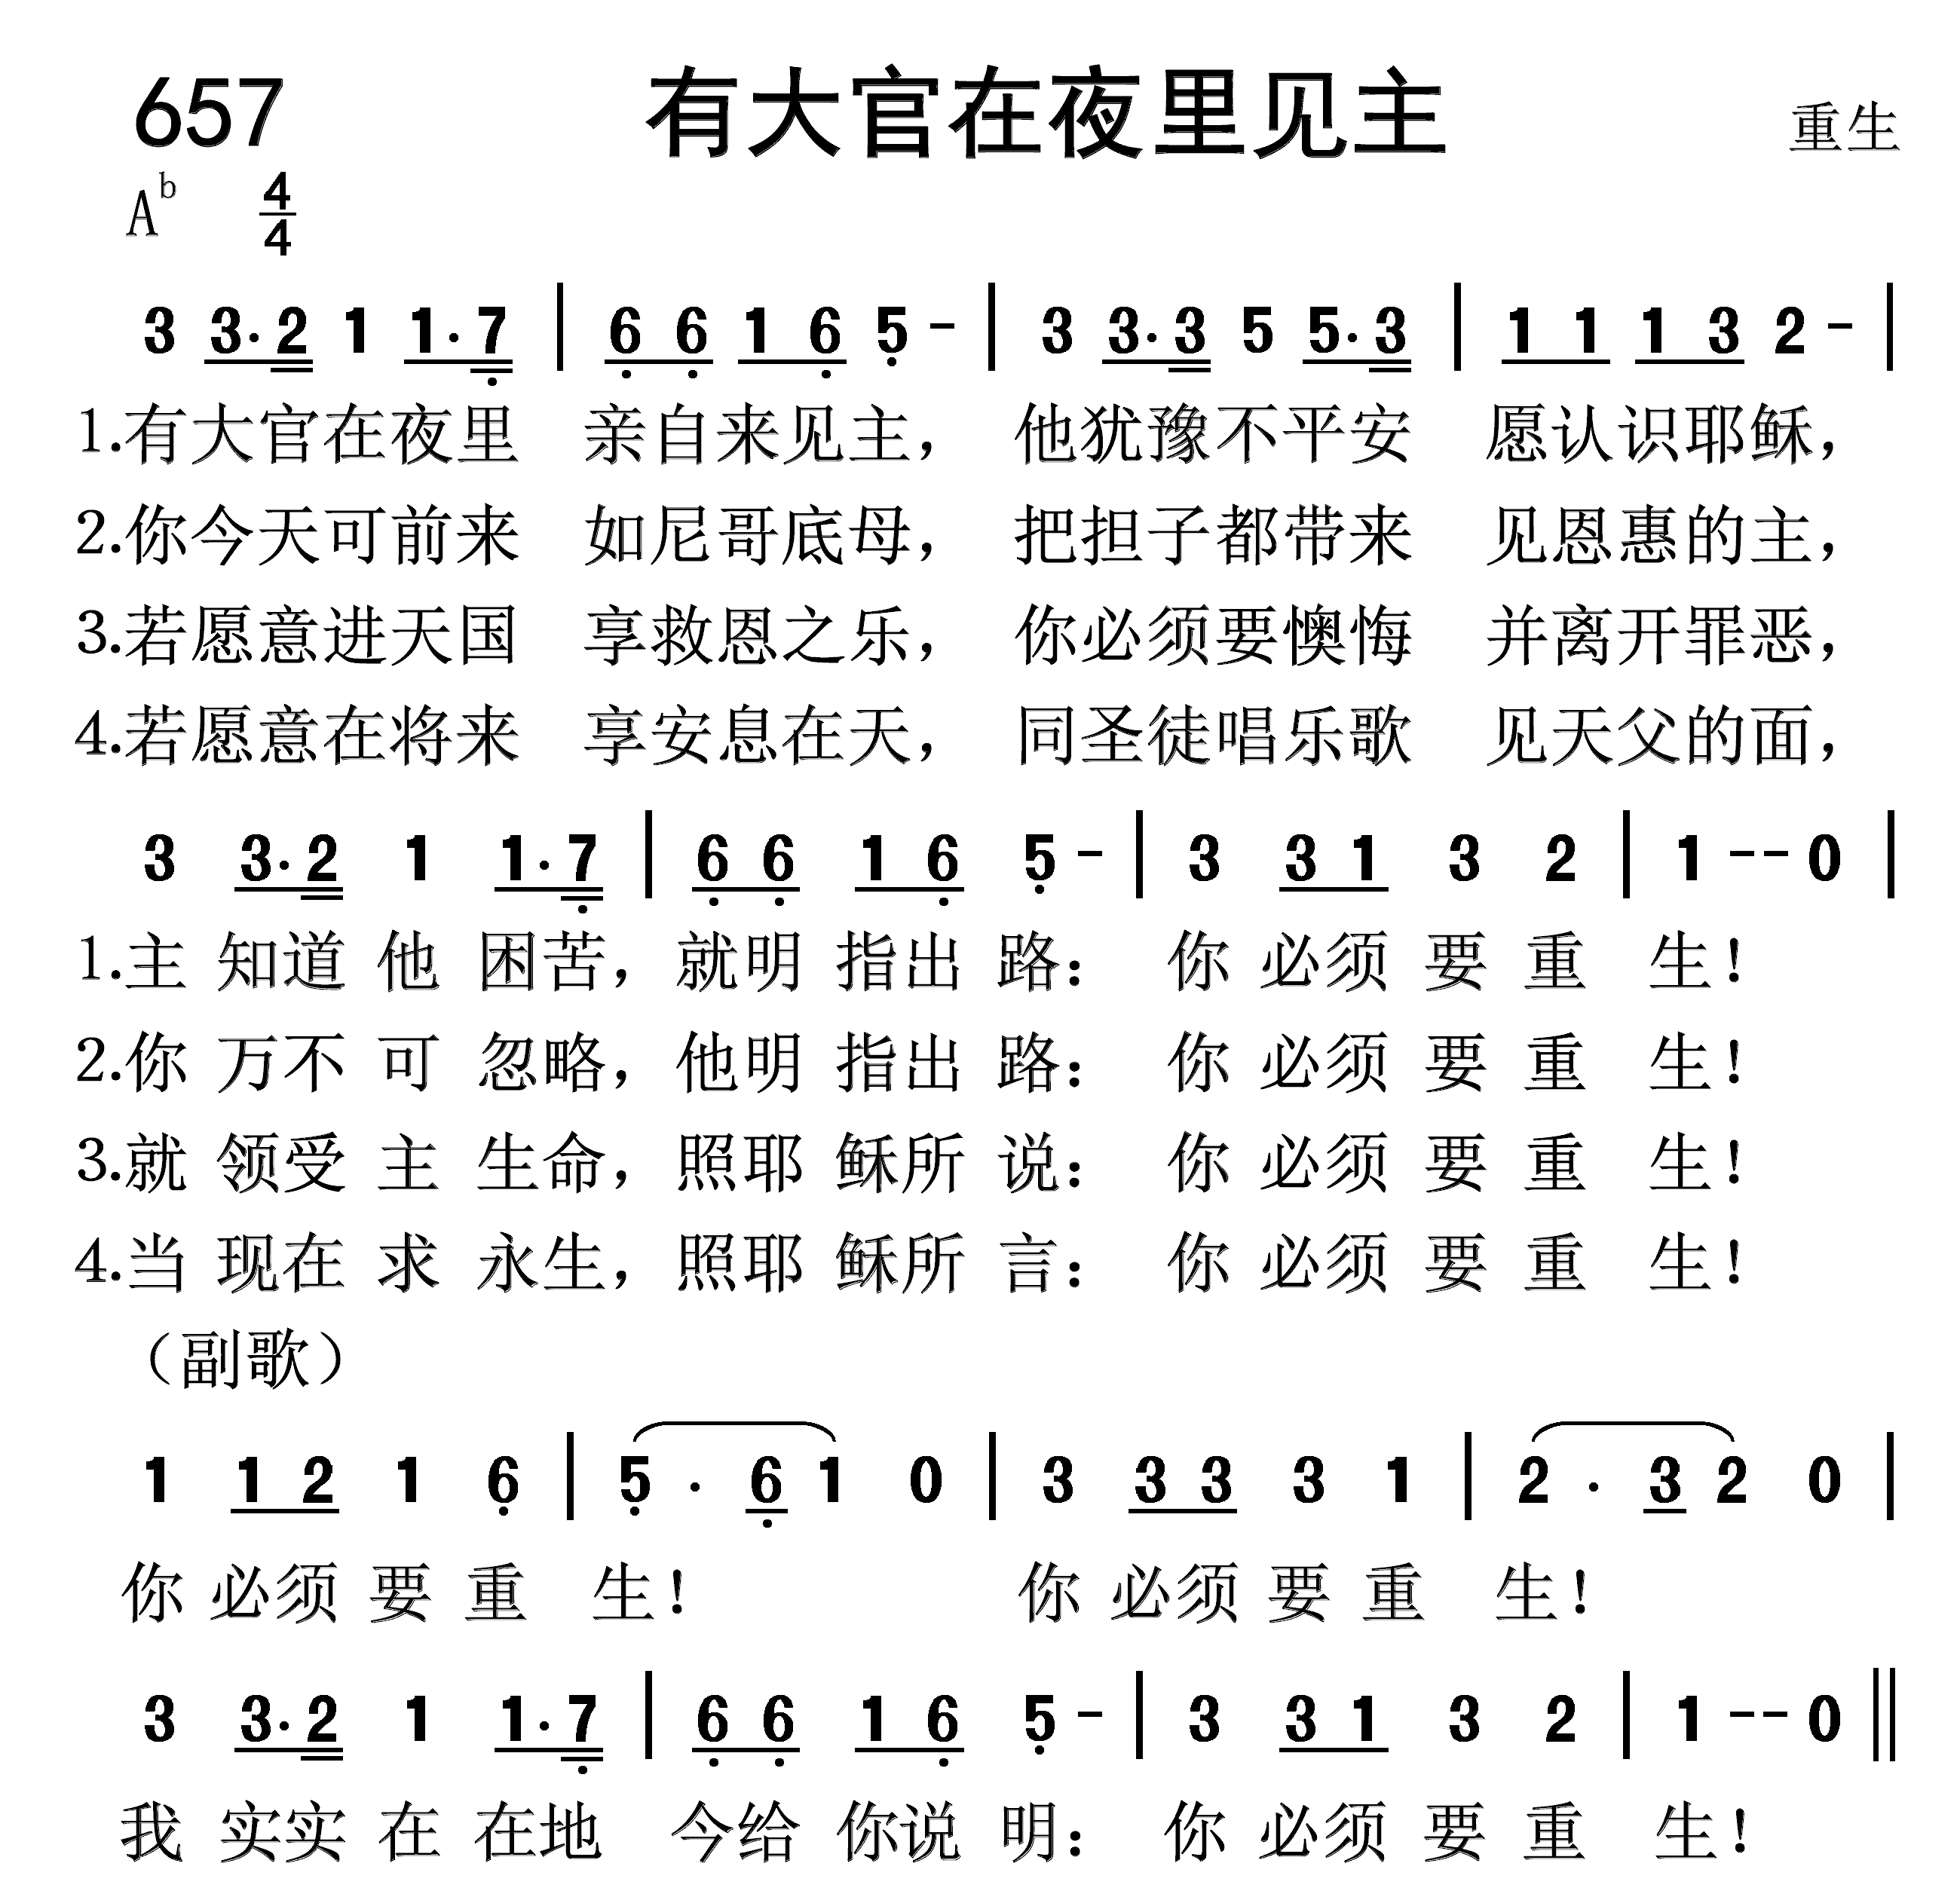 657 有大官在夜里见主 重生
A♭ 4/4
3 3·2 1 1·7 | 6 6 1 6 5 - | 3 3·3 5 5·3 | 1 1 1 3 2 - |
1.有大官在夜里 亲自来见主， 他犹豫不平安 愿认识耶稣，
2.你今天可前来 如尼哥底母， 把担子都带来 见恩惠的主，
3.若愿意进天国 享救恩之乐， 你必须要懊悔 并离开罪恶，
4.若愿意在将来 享安息在天， 同圣徒唱乐歌 见天父的面，
3 3·2 1 1·7 | 6 6 1 6 5 - | 3 3 1 3 2 | 1 - - 0 |
1.主 知道 他 困苦，就明 指出 路： 你 必须 要 重 生！
2.你 万不 可 忽略，他明 指出 路： 你 必须 要 重 生！
3.就 领受 主 生命，照耶 稣所 说： 你 必须 要 重 生！
4.当 现在 求 永生，照耶 稣所 言： 你 必须 要 重 生！
（副歌）
1 1 2 1 6 | 5 · 6 1 0 | 3 3 3 3 1 | 2 · 3 2 0 |
你 必须 要 重 生！ 你 必须 要 重 生！
3 3·2 1 1·7 | 6 6 1 6 5 - | 3 3 1 3 2 | 1 - - 0 ‖
我 实实 在 在地 今给 你说 明： 你 必须 要 重 生！